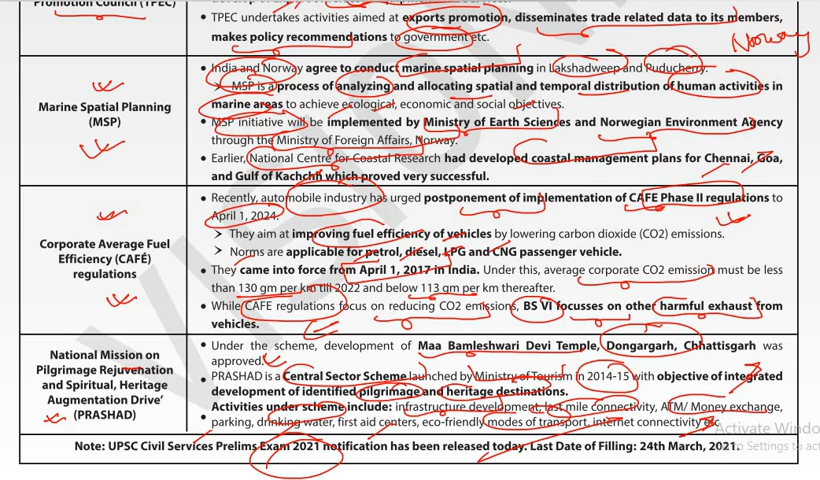 Promotion Council (TPEC)
• TPEC undertakes activities aimed at exports promotion, disseminates trade related data to its members,
makes policy recommendations to government etc.
Norway
Marine Spatial Planning
(MSP)
• India and Norway agree to conduct marine spatial planning in Lakshadweep and Puducherry.
➢ MSP is a process of analyzing and allocating spatial and temporal distribution of human activities in
marine areas to achieve ecological, economic and social objectives.
• MSP initiative will be implemented by Ministry of Earth Sciences and Norwegian Environment Agency
through the Ministry of Foreign Affairs, Norway.
• Earlier, National Centre for Coastal Research had developed coastal management plans for Chennai, Goa,
and Gulf of Kachchh which proved very successful.
Corporate Average Fuel
Efficiency (CAFÉ)
regulations
• Recently, automobile industry has urged postponement of implementation of CAFE Phase II regulations to
April 1, 2024.
➢ They aim at improving fuel efficiency of vehicles by lowering carbon dioxide (CO2) emissions.
➢ Norms are applicable for petrol, diesel, LPG and CNG passenger vehicle.
• They came into force from April 1, 2017 in India. Under this, average corporate CO2 emission must be less
than 130 gm per km till 2022 and below 113 gm per km thereafter.
• While CAFE regulations focus on reducing CO2 emissions, BS VI focusses on other harmful exhaust from
vehicles.
National Mission on
Pilgrimage Rejuvenation
and Spiritual, Heritage
Augmentation Drive'
(PRASHAD)
• Under the scheme, development of Maa Bamleshwari Devi Temple, Dongargarh, Chhattisgarh was
approved.
• PRASHAD is a Central Sector Scheme launched by Ministry of Tourism in 2014-15 with objective of integrated
development of identified pilgrimage and heritage destinations.
• Activities under scheme include: infrastructure development, last mile connectivity, ATM/ Money exchange,
• parking, drinking water, first aid centers, eco-friendly modes of transport, internet connectivity etc
Note: UPSC Civil Services Prelims Exam 2021 notification has been released today. Last Date of Filling: 24th March, 2021.
Activate Windo
Go to Settings to act
VISION